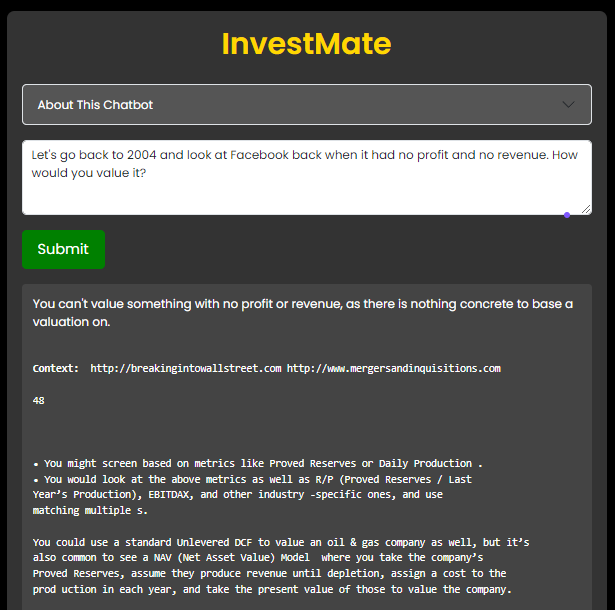 InvestMate
About This Chatbot
Let's go back to 2004 and look at Facebook back when it had no profit and no revenue. How
would you value it?
Submit
You can't value something with no profit or revenue, as there is nothing concrete to base a
valuation on.
Context:  http://breakingintowallstreet.com http://www.mergersandinquisitions.com
48
• You might screen based on metrics like Proved Reserves or Daily Production .
• You would look at the above metrics as well as R/P (Proved Reserves / Last
Year’s Production), EBITDAX, and other industry -specific ones, and use
matching multiple s.
You could use a standard Unlevered DCF to value an oil & gas company as well, but it’s
also common to see a NAV (Net Asset Value) Model  where you take the company’s
Proved Reserves, assume they produce revenue until depletion, assign a cost to the
prod uction in each year, and take the present value of those to value the company.